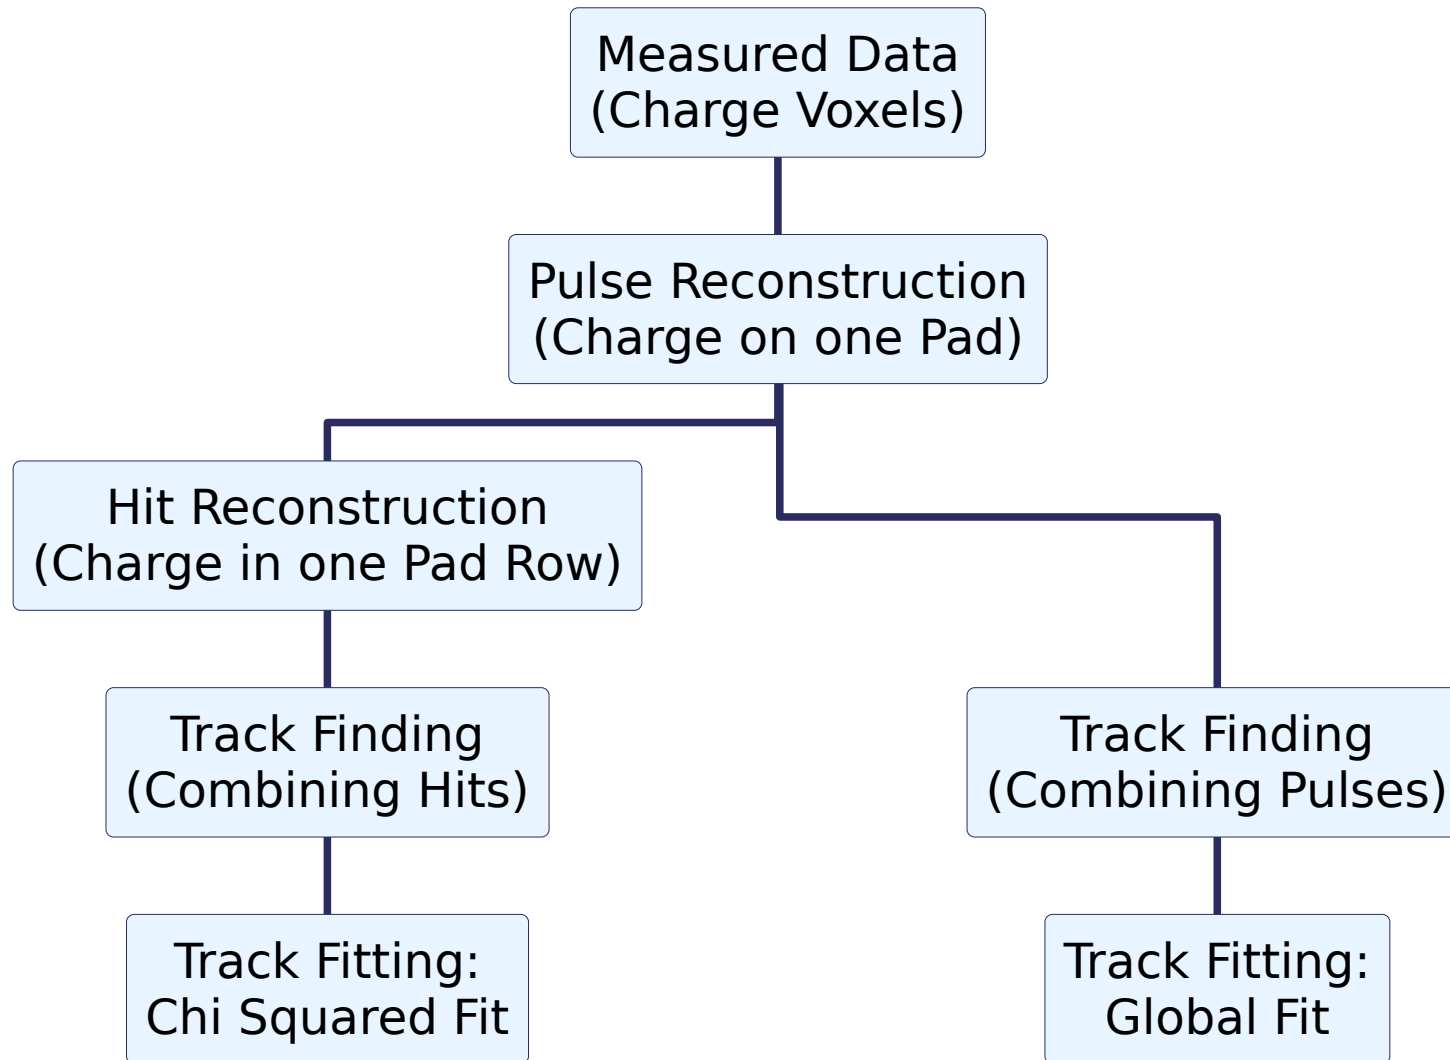 Measured Data
(Charge Voxels)
Pulse Reconstruction
(Charge on one Pad)
Hit Reconstruction
(Charge in one Pad Row)
Track Finding
(Combining Hits)
Track Finding
(Combining Pulses)
Track Fitting:
Chi Squared Fit
Track Fitting:
Global Fit